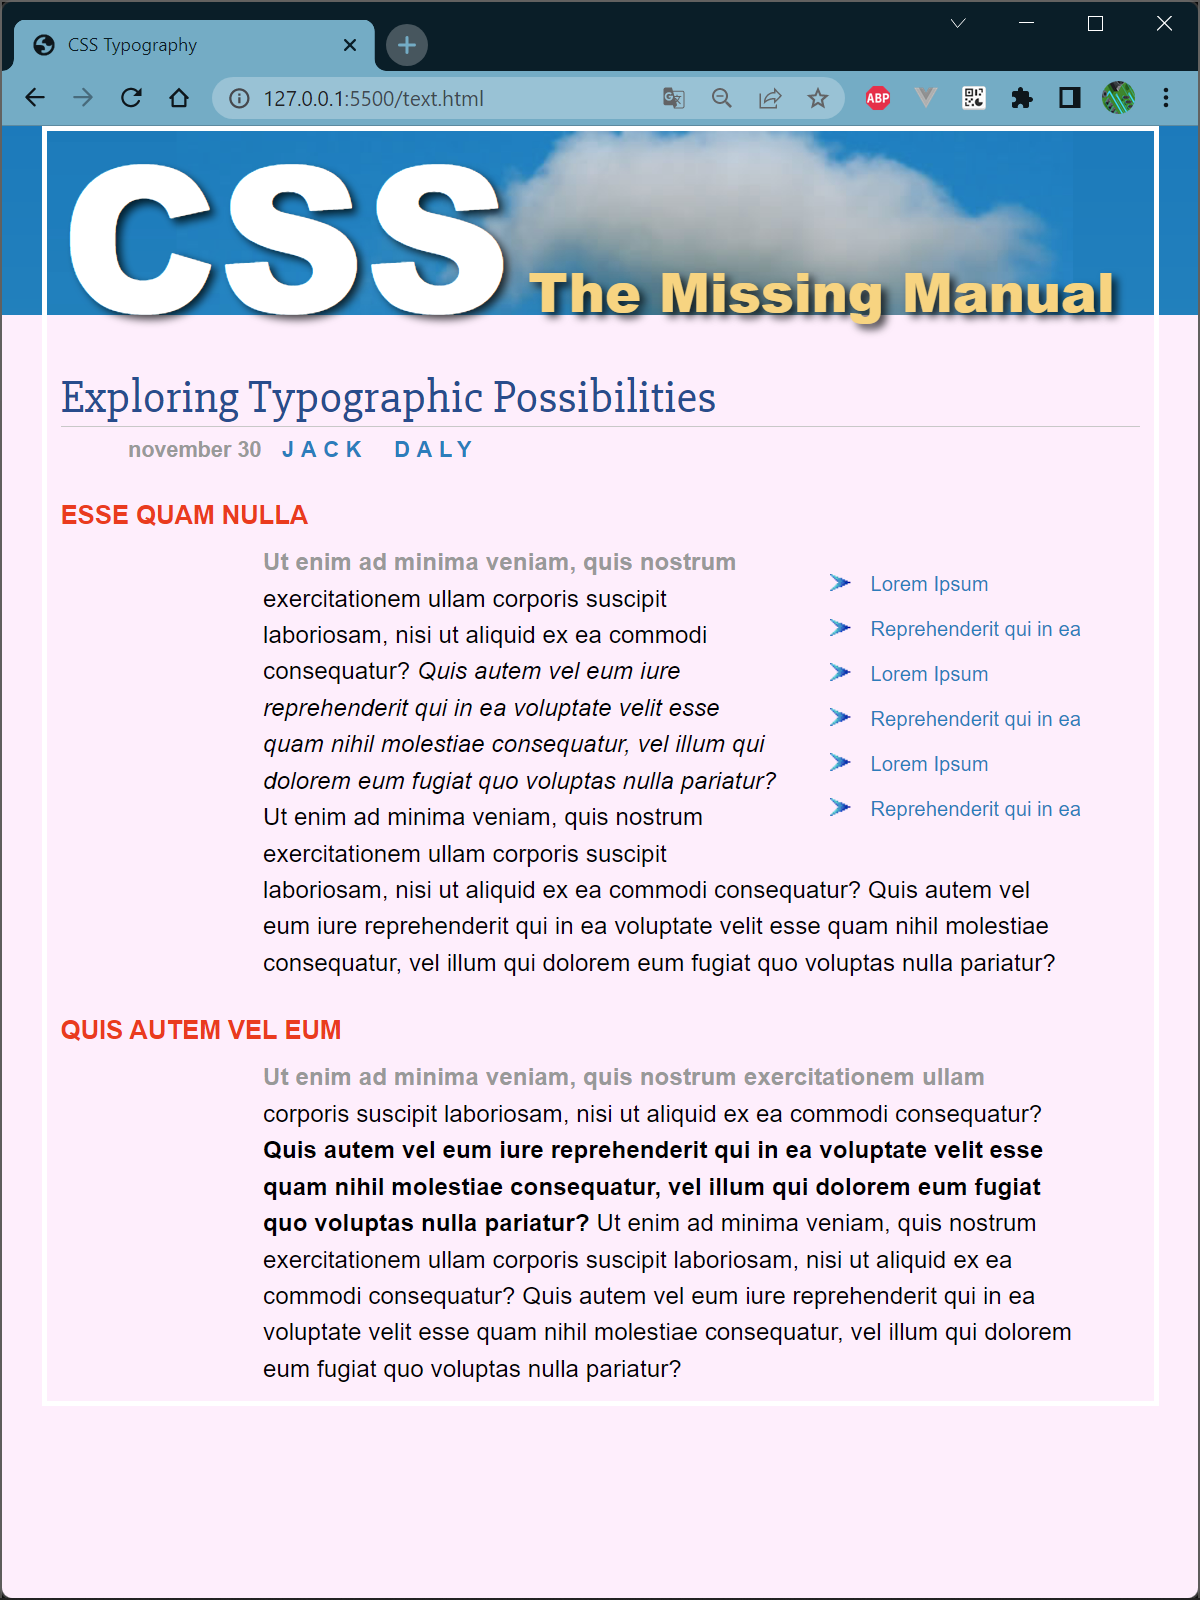 CSS Typography
127.0.0.1:5500/text.html
ABP
CSS
The Missing Manual
Exploring Typographic Possibilities
november 30 JACK DALY
ESSE QUAM NULLA
Ut enim ad minima veniam, quis nostrum
exercitationem ullam corporis suscipit
laboriosam, nisi ut aliquid ex ea commodi
consequatur? Quis autem vel eum iure
reprehenderit qui in ea voluptate velit esse
quam nihil molestiae consequatur, vel illum qui
dolorem eum fugiat quo voluptas nulla pariatur?
Ut enim ad minima veniam, quis nostrum
exercitationem ullam corporis suscipit
laboriosam, nisi ut aliquid ex ea commodi consequatur? Quis autem vel
eum iure reprehenderit qui in ea voluptate velit esse quam nihil molestiae
consequatur, vel illum qui dolorem eum fugiat quo voluptas nulla pariatur?
Lorem Ipsum
Reprehenderit qui in ea
Lorem Ipsum
Reprehenderit qui in ea
Lorem Ipsum
Reprehenderit qui in ea
QUIS AUTEM VEL EUM
Ut enim ad minima veniam, quis nostrum exercitationem ullam
corporis suscipit laboriosam, nisi ut aliquid ex ea commodi consequatur?
Quis autem vel eum iure reprehenderit qui in ea voluptate velit esse
quam nihil molestiae consequatur, vel illum qui dolorem eum fugiat
quo voluptas nulla pariatur? Ut enim ad minima veniam, quis nostrum
exercitationem ullam corporis suscipit laboriosam, nisi ut aliquid ex ea
commodi consequatur? Quis autem vel eum iure reprehenderit qui in ea
voluptate velit esse quam nihil molestiae consequatur, vel illum qui dolorem
eum fugiat quo voluptas nulla pariatur?